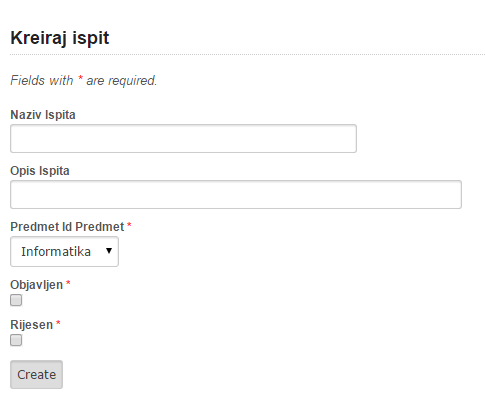 Kreiraj ispit
Fields with * are required.
Naziv Ispita
Opis Ispita
Predmet Id Predmet *
Informatika
Objavljen *
Rijesen *
Create